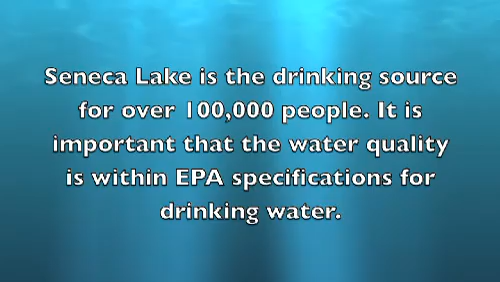 Seneca Lake is the drinking source
for over 100,000 people. It is
important that the water quality
is within EPA specifications for
drinking water.